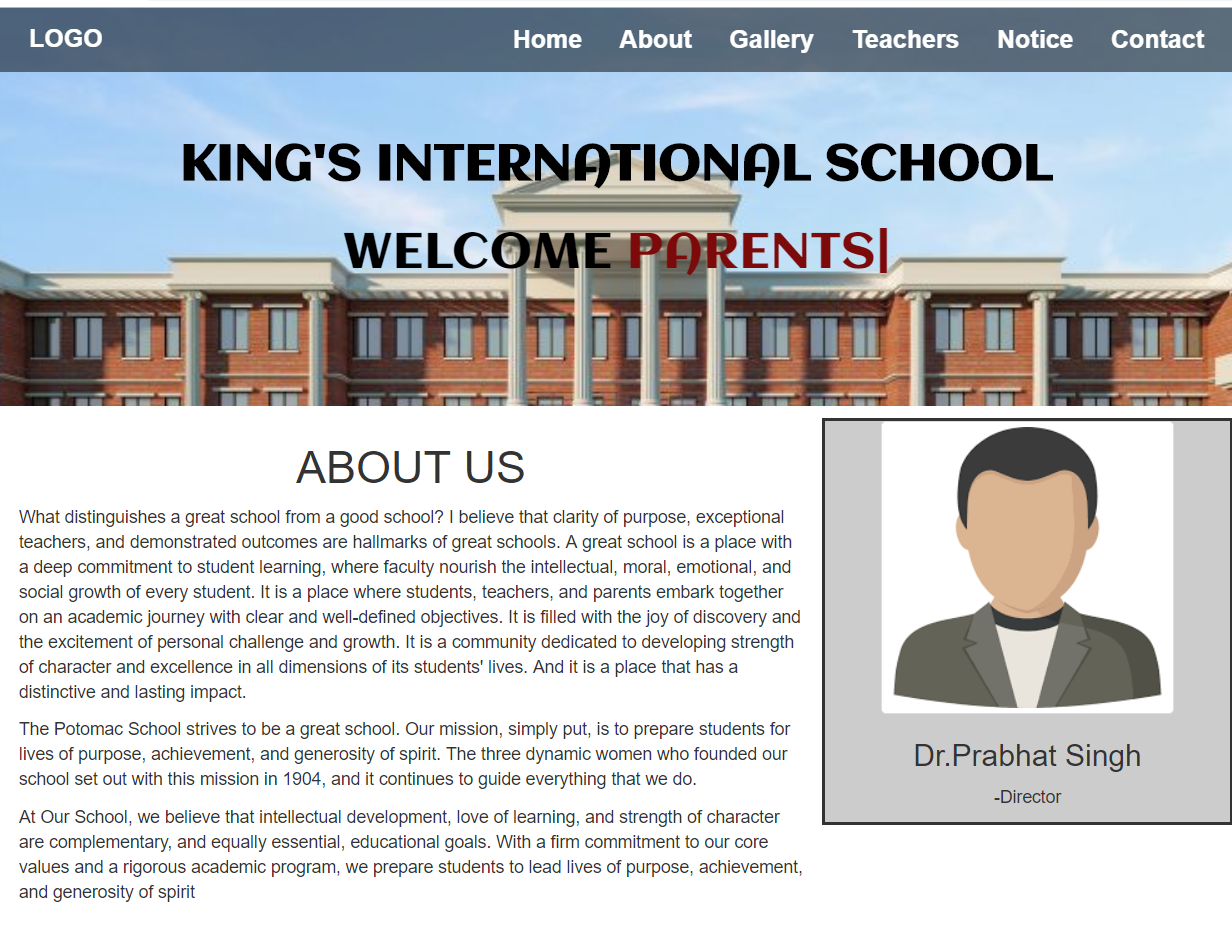 LOGO
Home About Gallery Teachers Notice Contact
KING'S INTERNATIONAL SCHOOL
WELCOME PARENTS|
ABOUT US
What distinguishes a great school from a good school? I believe that clarity of purpose, exceptional
teachers, and demonstrated outcomes are hallmarks of great schools. A great school is a place with
a deep commitment to student learning, where faculty nourish the intellectual, moral, emotional, and
social growth of every student. It is a place where students, teachers, and parents embark together
on an academic journey with clear and well-defined objectives. It is filled with the joy of discovery and
the excitement of personal challenge and growth. It is a community dedicated to developing strength
of character and excellence in all dimensions of its students' lives. And it is a place that has a
distinctive and lasting impact.
The Potomac School strives to be a great school. Our mission, simply put, is to prepare students for
lives of purpose, achievement, and generosity of spirit. The three dynamic women who founded our
school set out with this mission in 1904, and it continues to guide everything that we do.
At Our School, we believe that intellectual development, love of learning, and strength of character
are complementary, and equally essential, educational goals. With a firm commitment to our core
values and a rigorous academic program, we prepare students to lead lives of purpose, achievement,
and generosity of spirit
Dr.Prabhat Singh
-Director